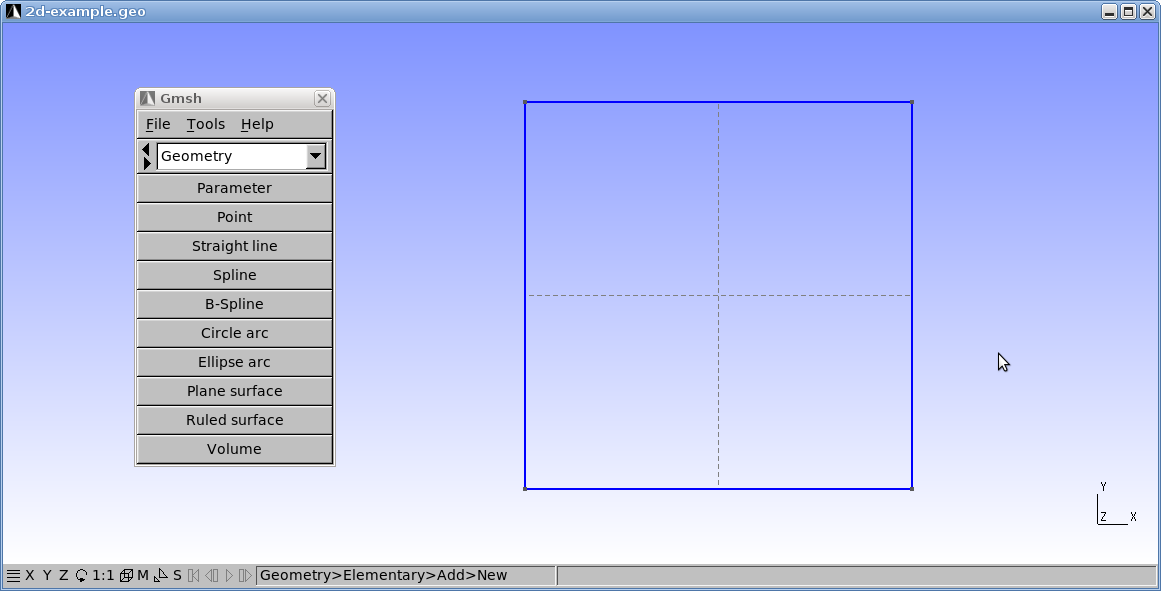 2d-example.geo
Gmsh
File Tools Help
Geometry
Parameter
Point
Straight line
Spline
B-Spline
Circle arc
Ellipse arc
Plane surface
Ruled surface
Volume
Y
Z X
X Y Z 1:1 M S Geometry>Elementary>Add>New